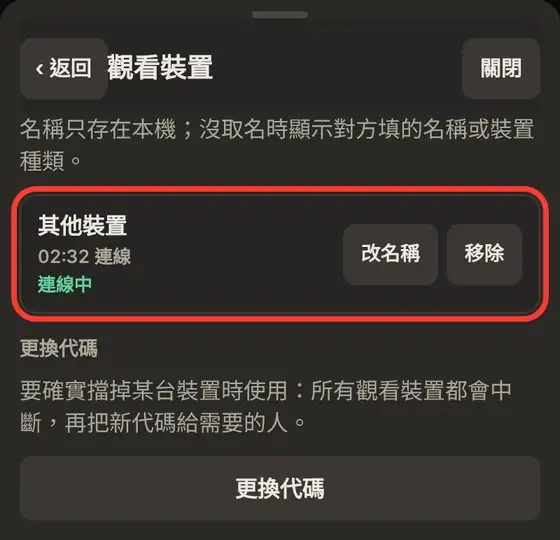 ‹ 返回
觀看裝置
關閉
名稱只存在本機；沒取名時顯示對方填的名稱或裝置
種類。
其他裝置
02:32 連線
連線中
改名稱
移除
更換代碼
要確實擋掉某台裝置時使用：所有觀看裝置都會中
斷，再把新代碼給需要的人。
更換代碼